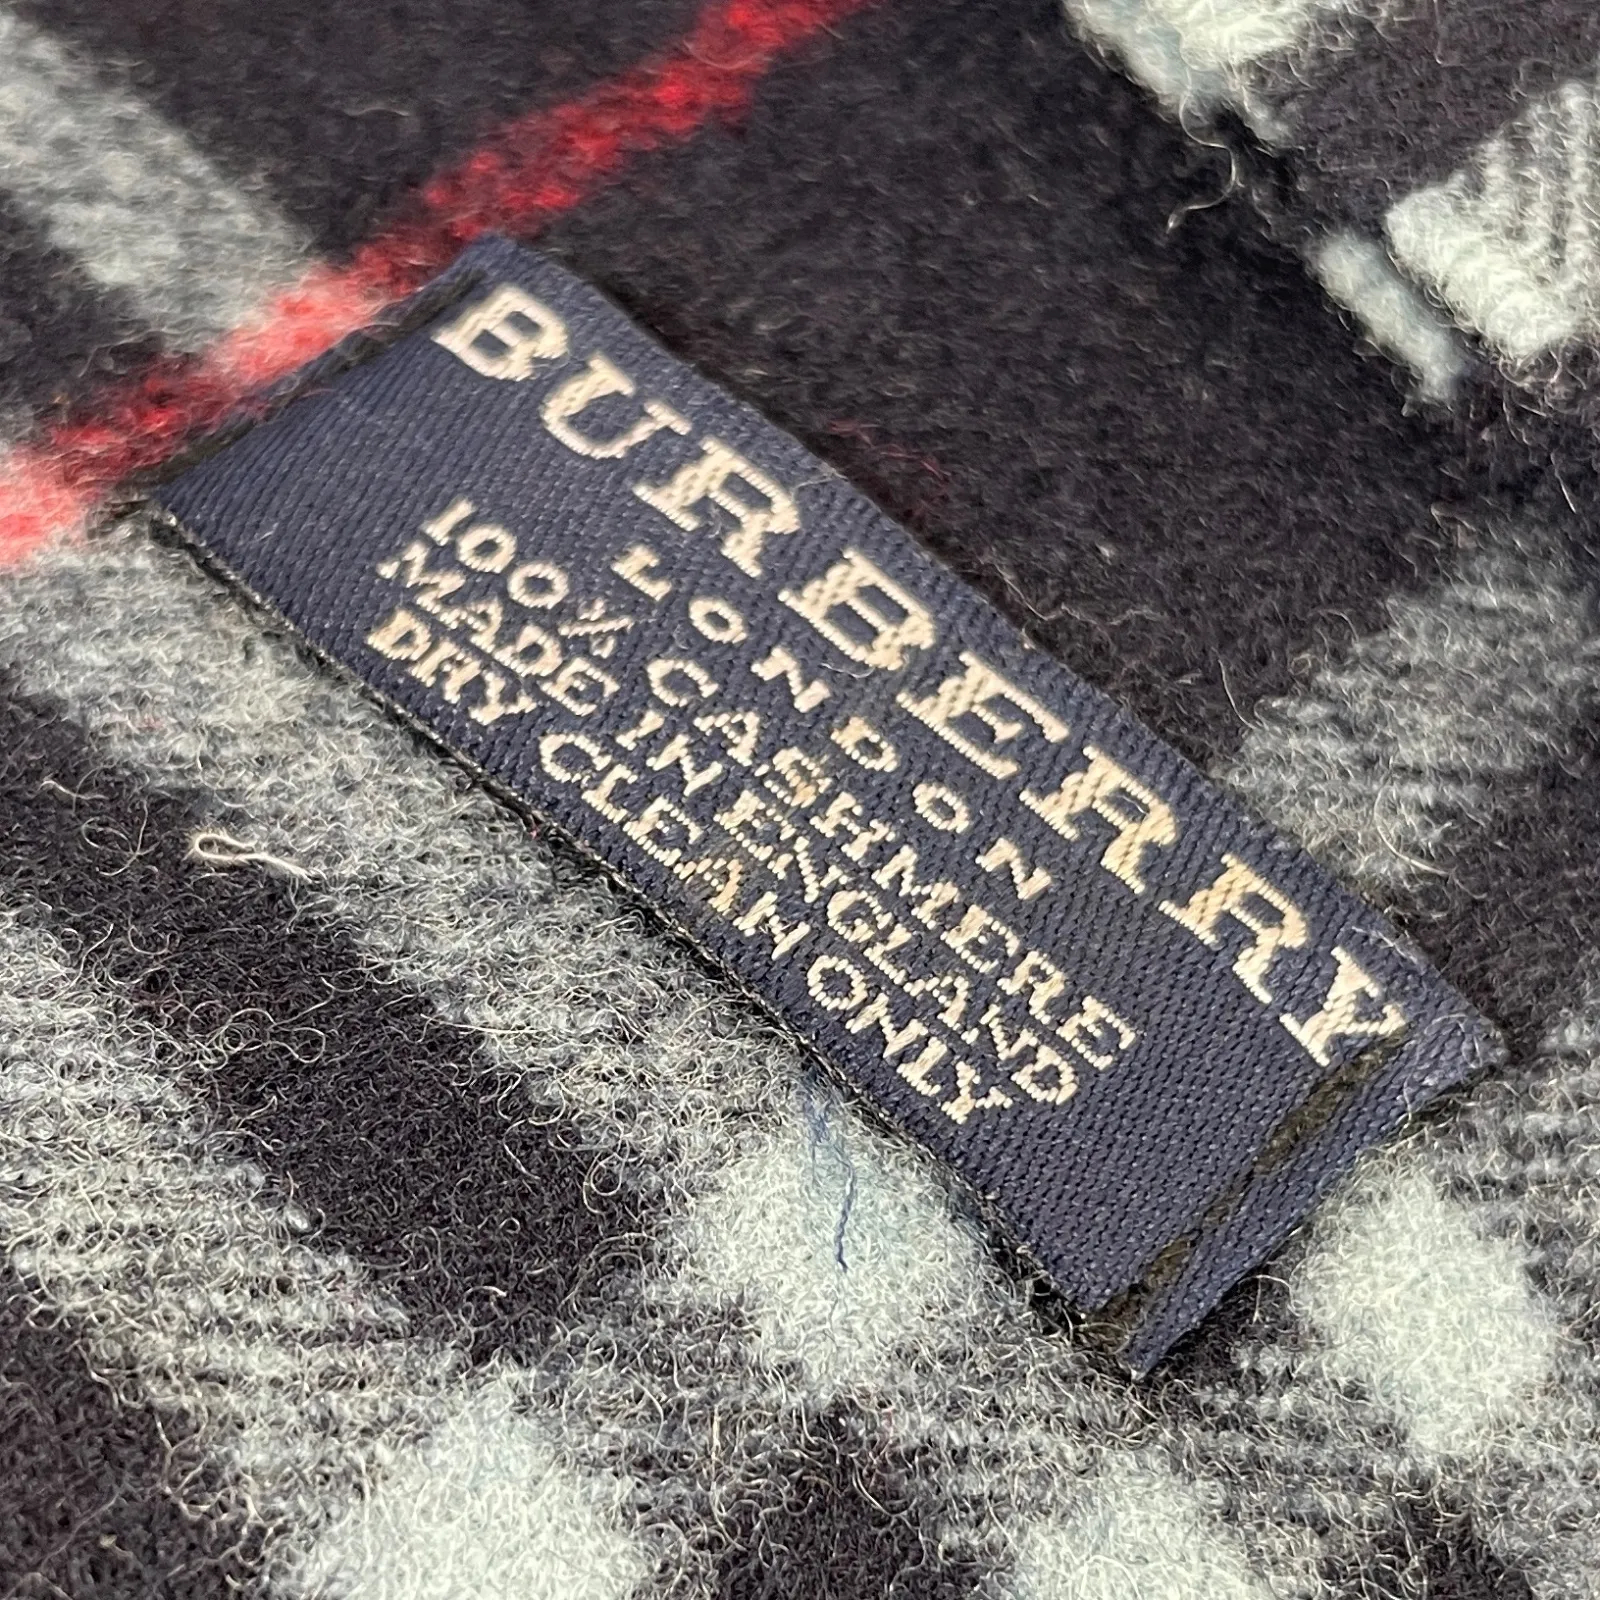 BURBERRY
LONDON
100% CASHMERE
MADE IN ENGLAND
DRY CLEAN ONLY